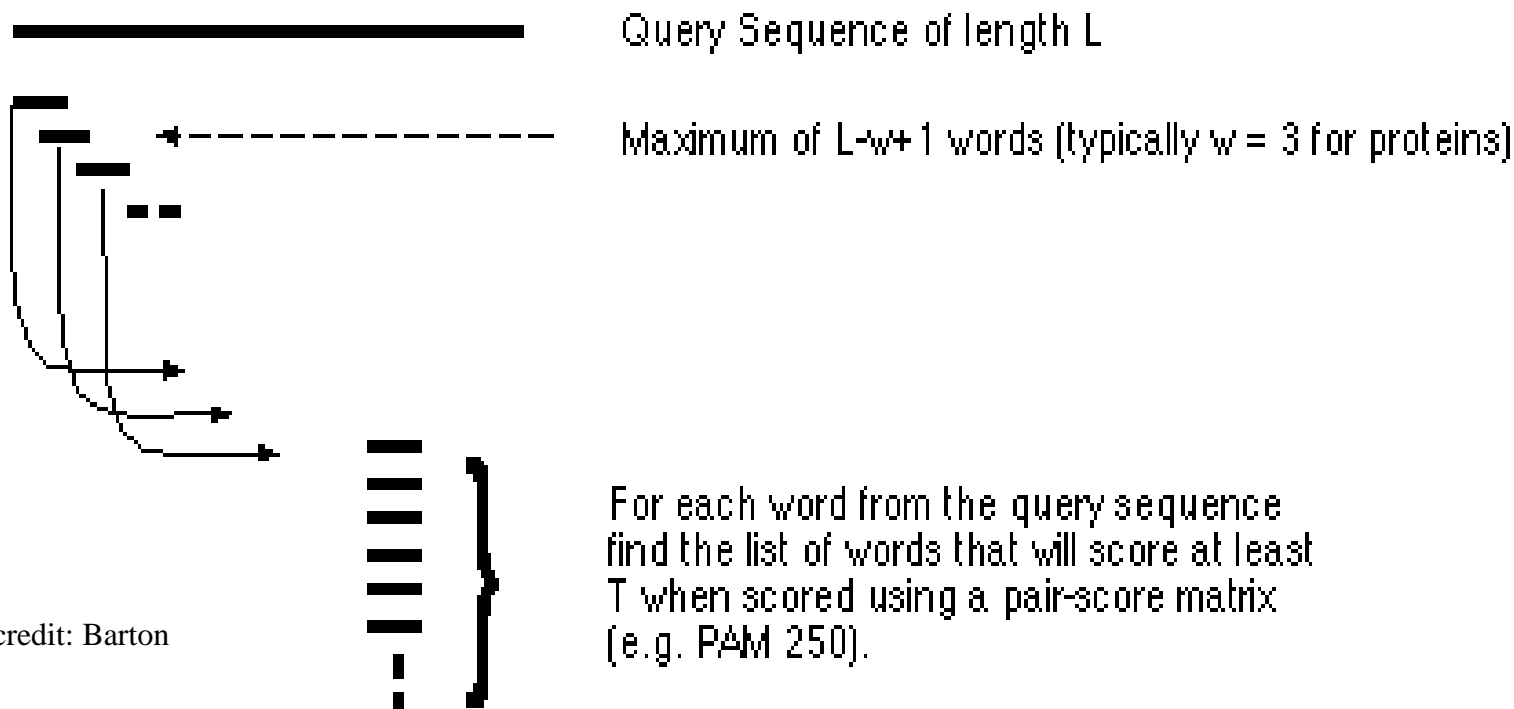 Query Sequence of length L
Maximum of L-w+1 words (typically w = 3 for proteins)
For each word from the query sequence
find the list of words that will score at least
T when scored using a pair-score matrix
(e.g. PAM 250).
credit: Barton